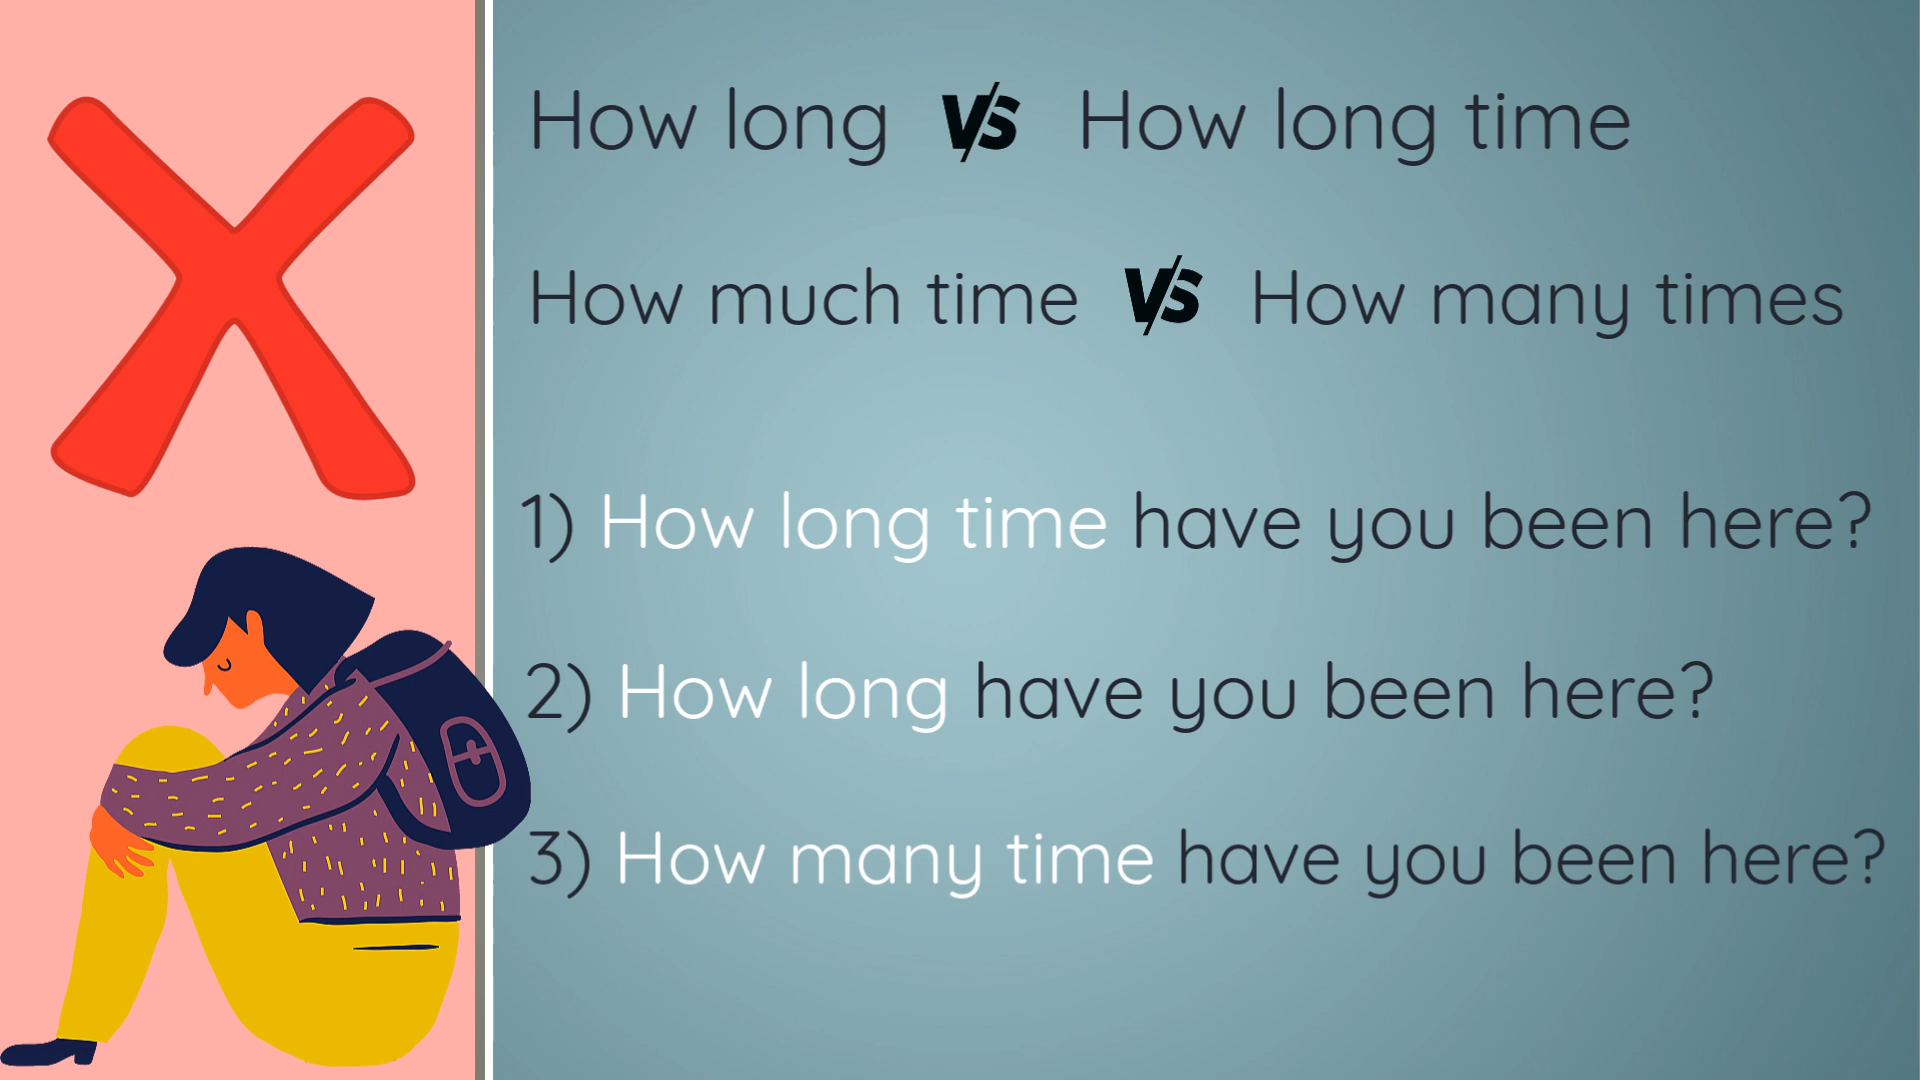 How long VS How long time
How much time VS How many times
1) How long time have you been here?
2) How long have you been here?
3) How many time have you been here?